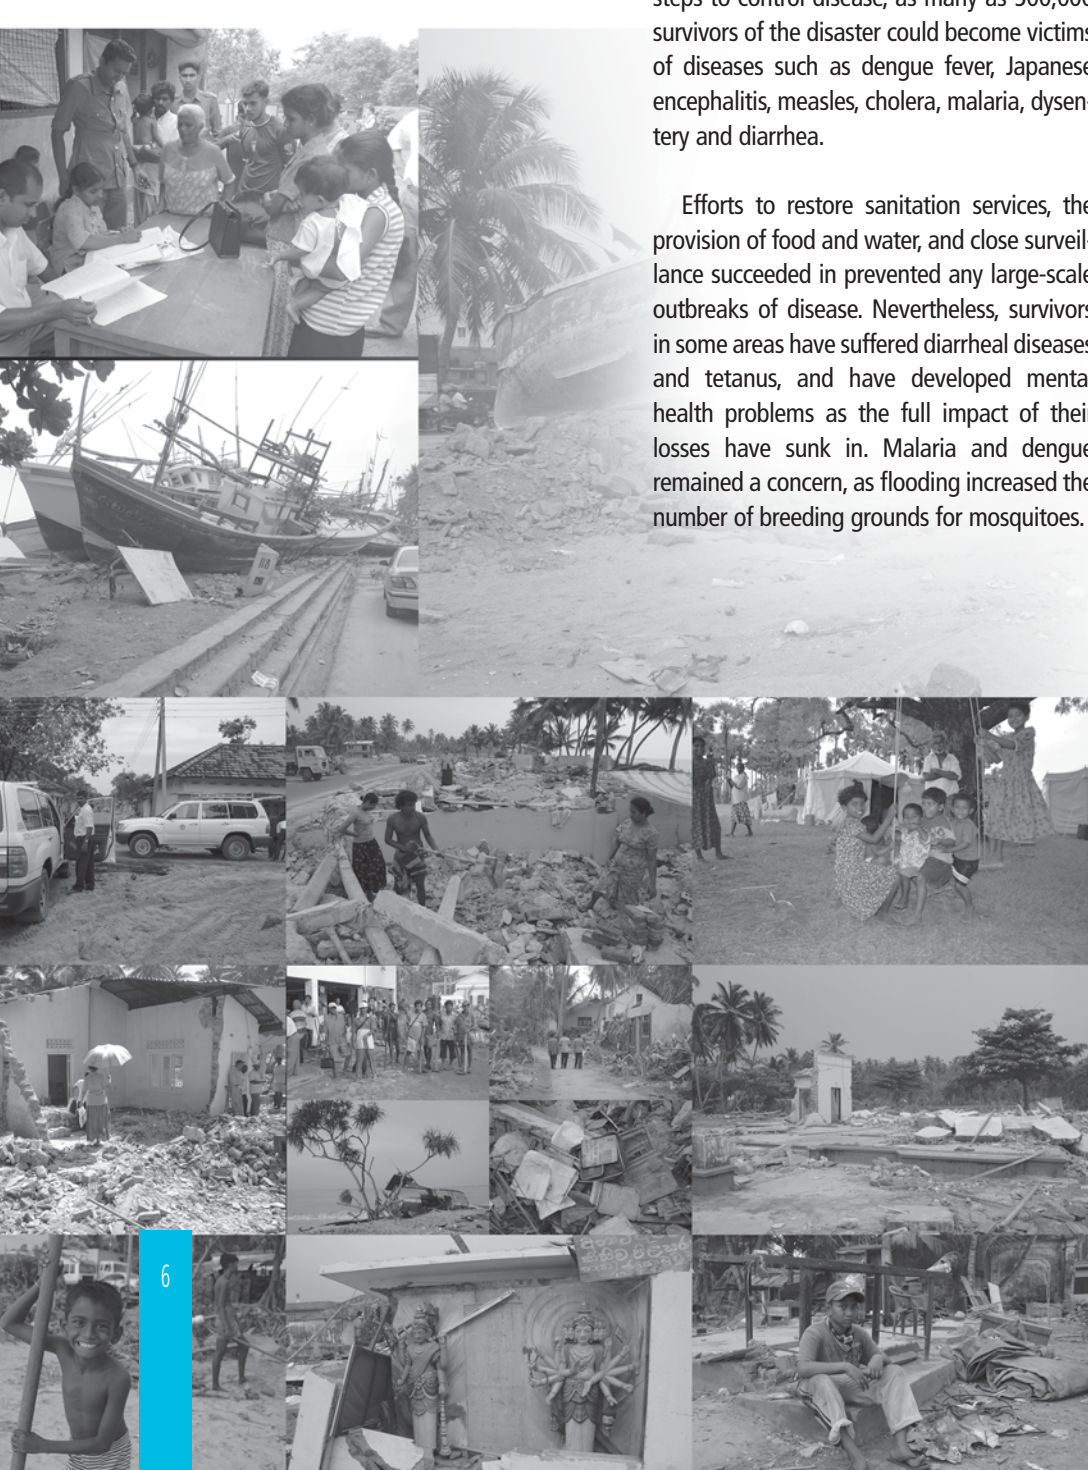 survivors of the disaster could become victims
of diseases such as dengue fever, Japanese
encephalitis, measles, cholera, malaria, dysen-
tery and diarrhea.
Efforts to restore sanitation services, the
provision of food and water, and close surveil-
lance succeeded in prevented any large-scale
outbreaks of disease. Nevertheless, survivors
in some areas have suffered diarrheal diseases
and tetanus, and have developed menta
health problems as the full impact of their
losses have sunk in. Malaria and dengue
remained a concern, as flooding increased the
number of breeding grounds for mosquitoes.
6